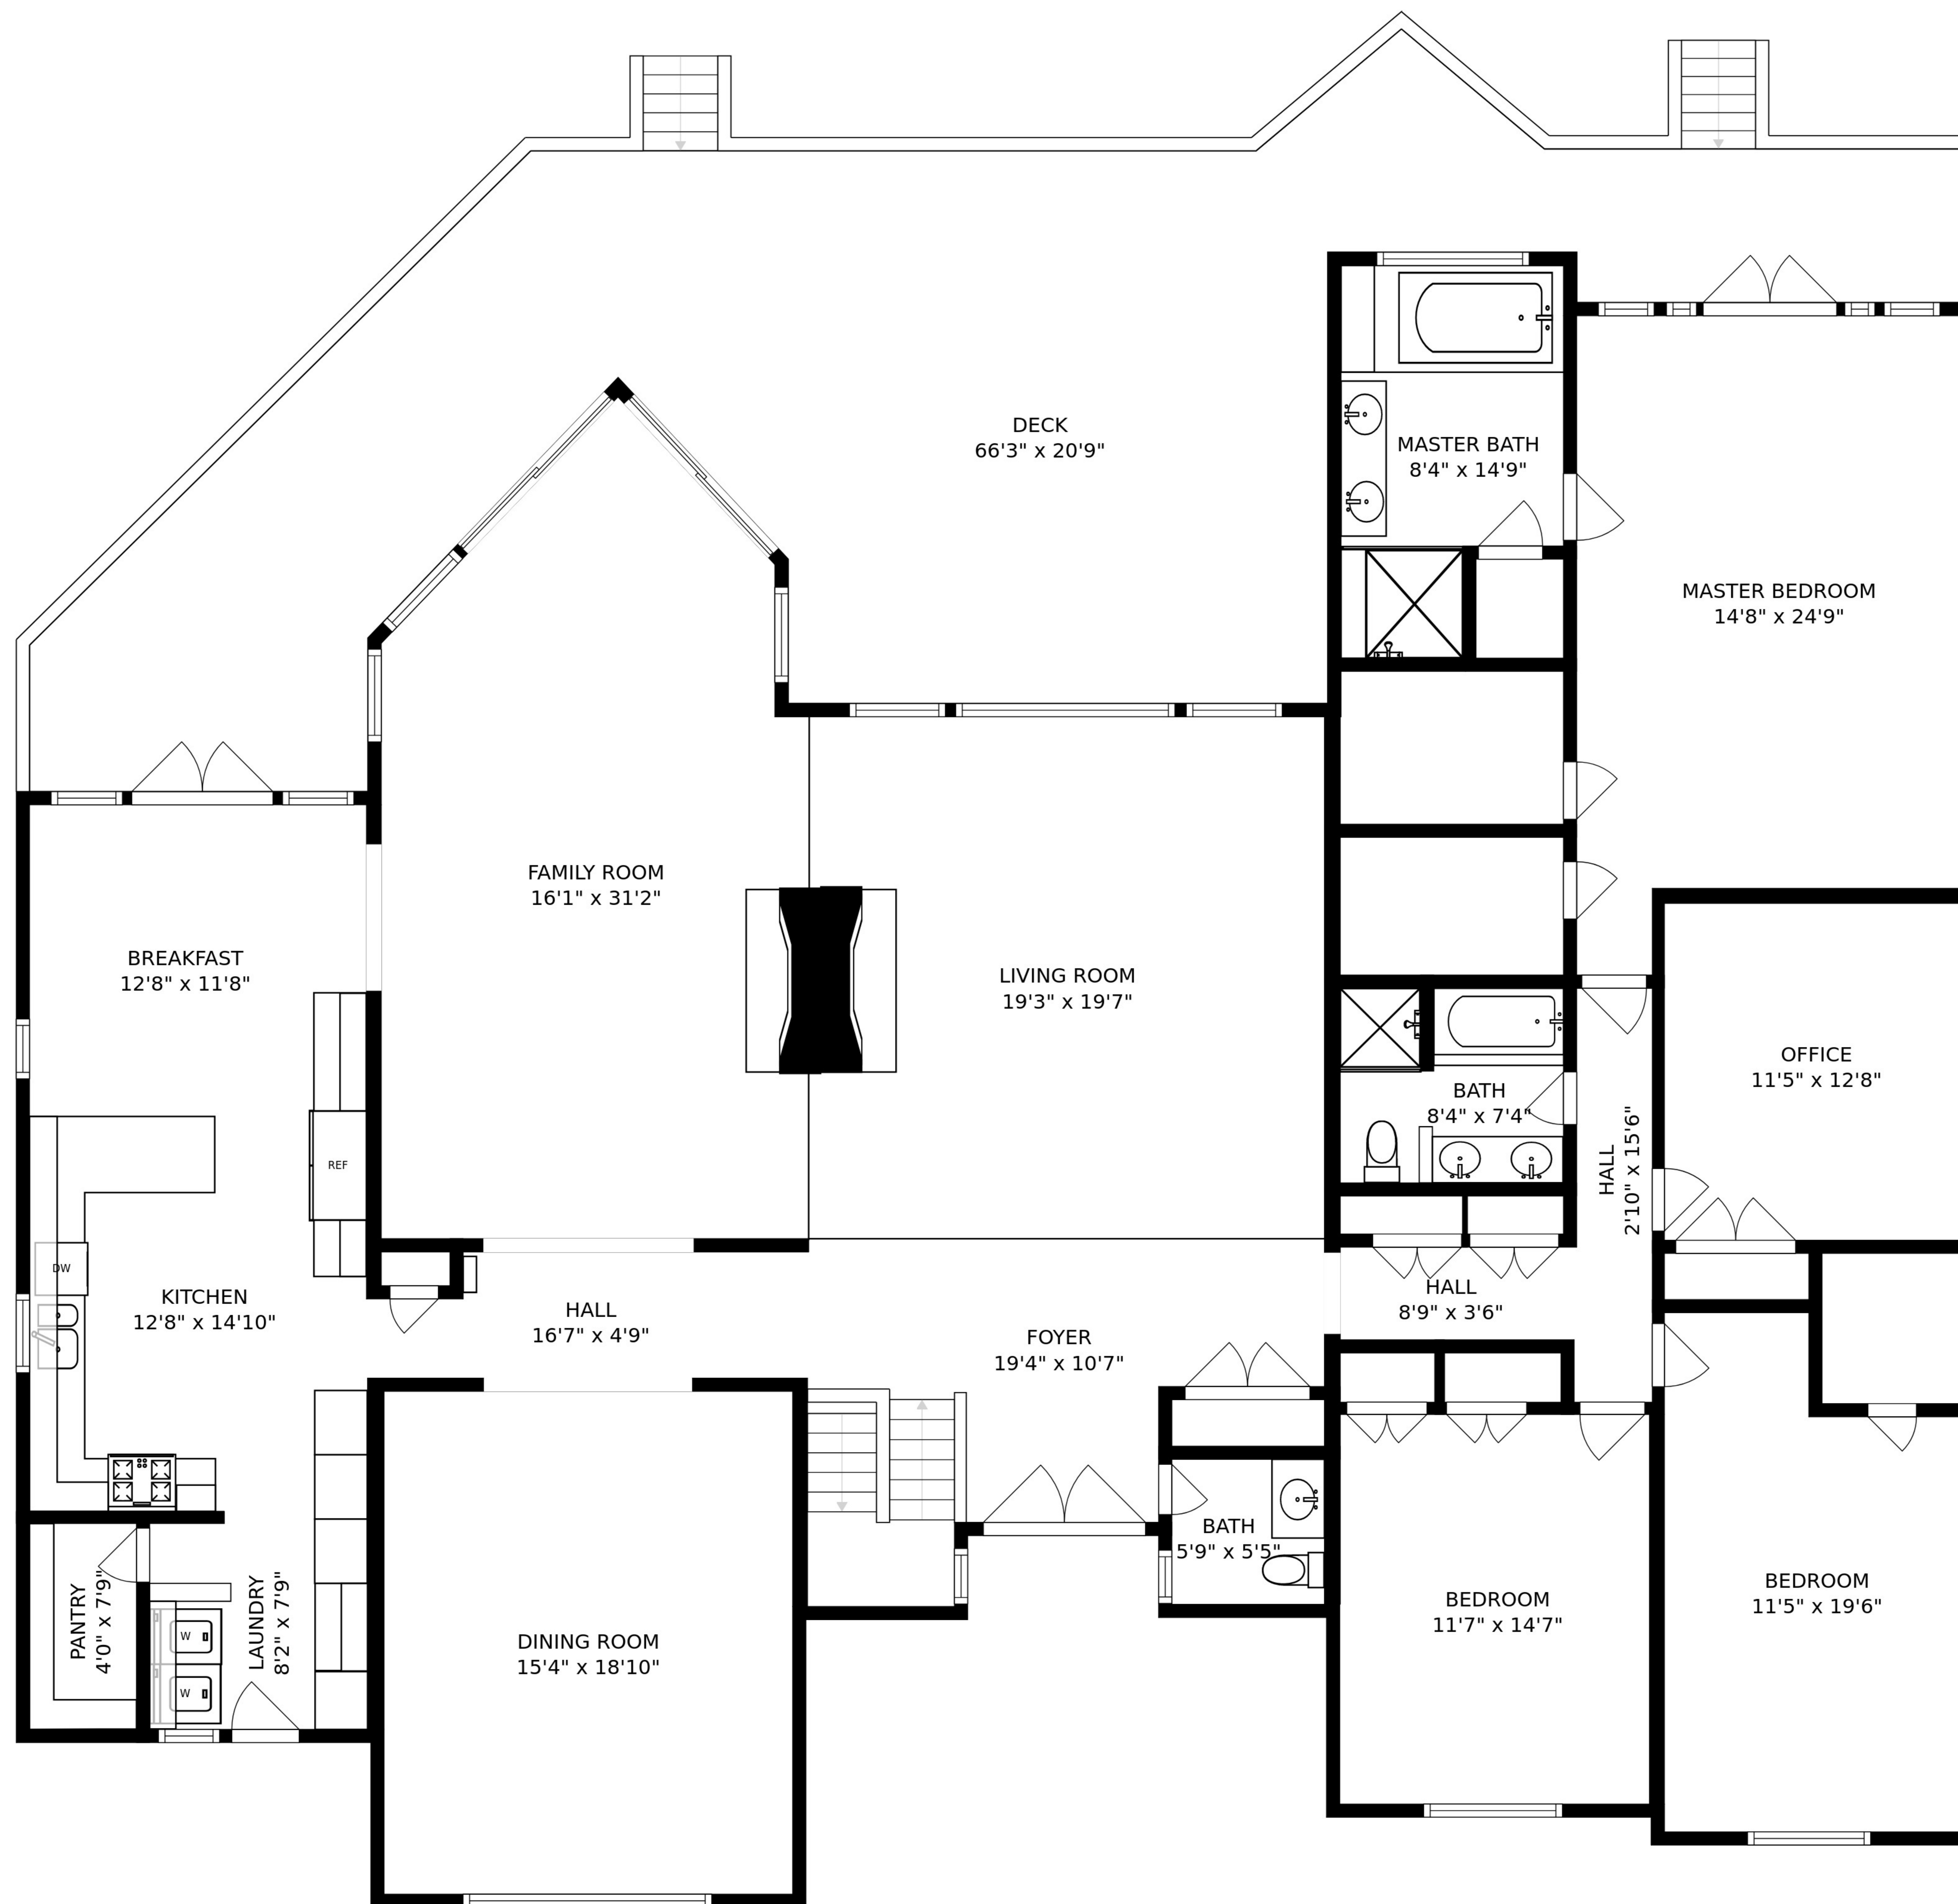 DECK
66'3" x 20'9"
MASTER BATH
8'4" x 14'9"
MASTER BEDROOM
14'8" x 24'9"
FAMILY ROOM
16'1" x 31'2"
BREAKFAST
12'8" x 11'8"
LIVING ROOM
19'3" x 19'7"
OFFICE
11'5" x 12'8"
BATH
8'4" x 7'4"
HALL
2'10" x 15'6"
REF
DW
KITCHEN
12'8" x 14'10"
HALL
16'7" x 4'9"
FOYER
19'4" x 10'7"
HALL
8'9" x 3'6"
BATH
5'9" x 5'5"
PANTRY
4'0" x 7'9"
W
W
LAUNDRY
8'2" x 7'9"
DINING ROOM
15'4" x 18'10"
BEDROOM
11'7" x 14'7"
BEDROOM
11'5" x 19'6"